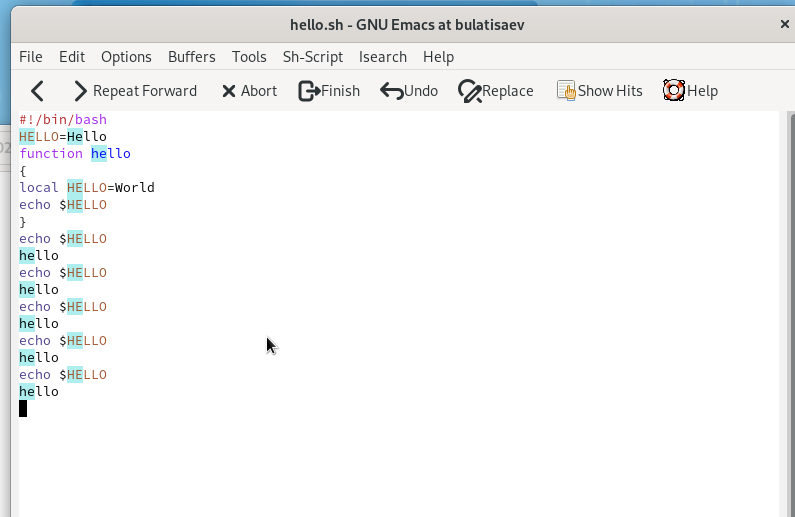 hello.sh - GNU Emacs at bulatisaev
File Edit Options Buffers Tools Sh-Script Isearch Help
Repeat Forward Abort Finish Undo Replace Show Hits Help
#!/bin/bash
HELLO=Hello
function hello
{
local HELLO=World
echo $HELLO
}
echo $HELLO
hello
echo $HELLO
hello
echo $HELLO
hello
echo $HELLO
hello
echo $HELLO
hello